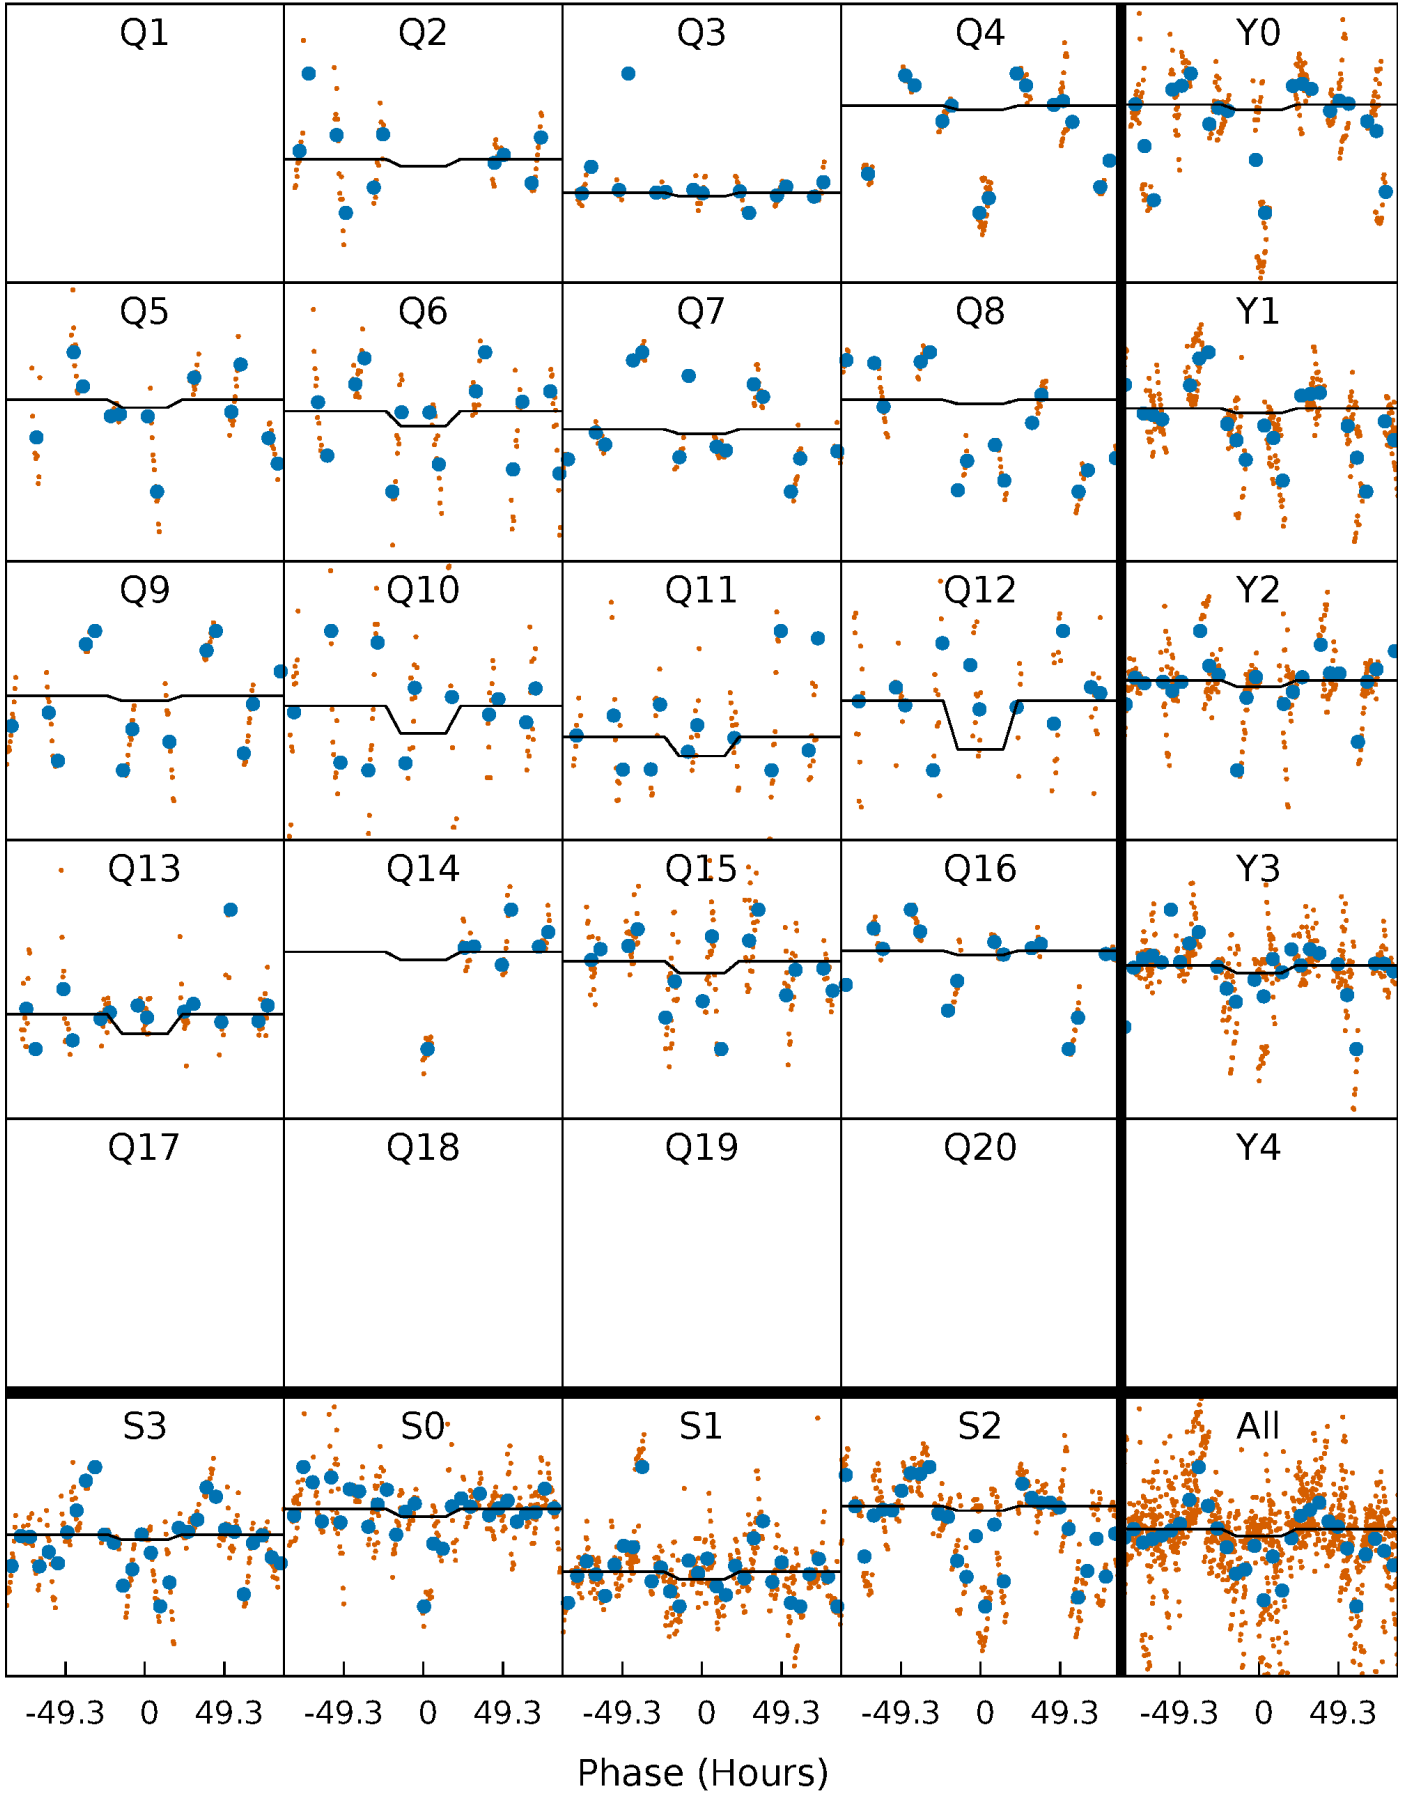 Q1 Q2 Q3 Q4 Y0
Q5 Q6 Q7 Q8 Y1
Q9 Q10 Q11 Q12 Y2
Q13 Q14 Q15 Q16 Y3
Q17 Q18 Q19 Q20 Y4
S3 S0 S1 S2 All
-49.3 0 49.3 -49.3 0 49.3 -49.3 0 49.3 -49.3 0 49.3 -49.3 0 49.3
Phase (Hours)